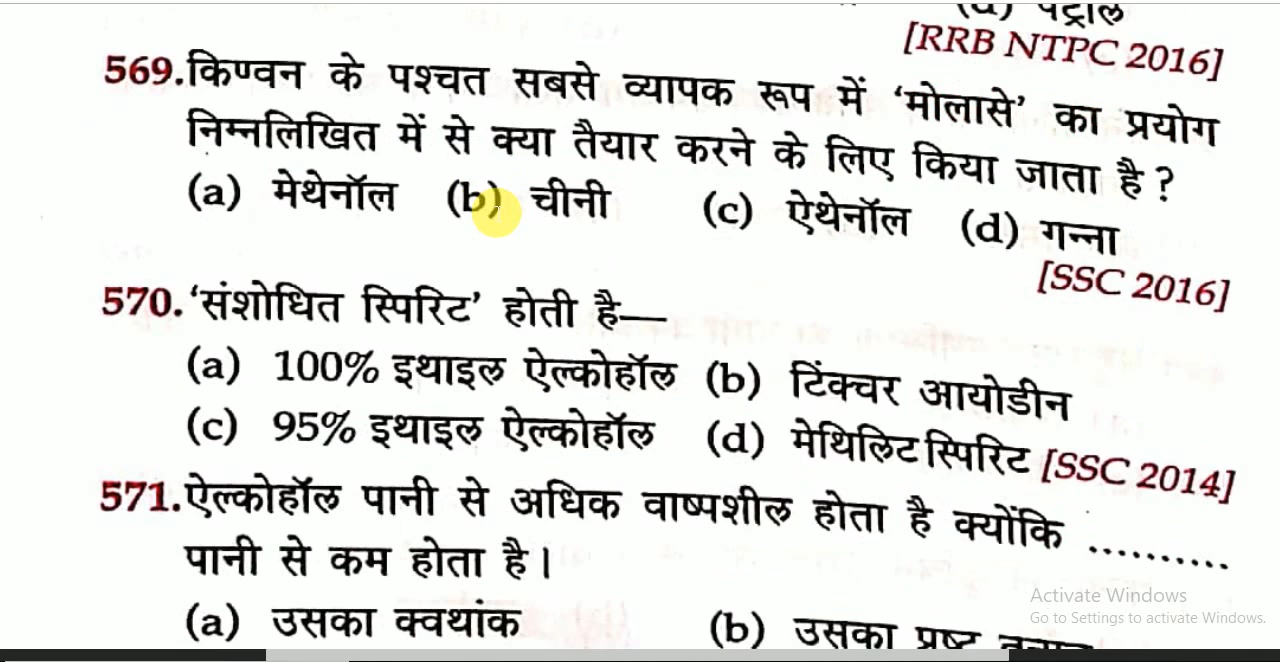 [RRB NTPC 2016]
569.किण्वन के पश्चत सबसे व्यापक रूप में ‘मोलासे’ का प्रयोग
निम्नलिखित में से क्या तैयार करने के लिए किया जाता है ?
(a) मेथेनॉल (b) चीनी (c) ऐथेनॉल (d) गन्ना
[SSC 2016]
570. ‘संशोधित स्पिरिट’ होती है—
(a) 100% इथाइल ऐल्कोहॉल (b) टिंक्चर आयोडीन
(c) 95% इथाइल ऐल्कोहॉल (d) मेथिलिट स्पिरिट [SSC 2014]
571. ऐल्कोहॉल पानी से अधिक वाष्पशील होता है क्योंकि ..........
पानी से कम होता है।
(a) उसका क्वथांक (b) उसका
Activate Windows
Go to Settings to activate Windows.